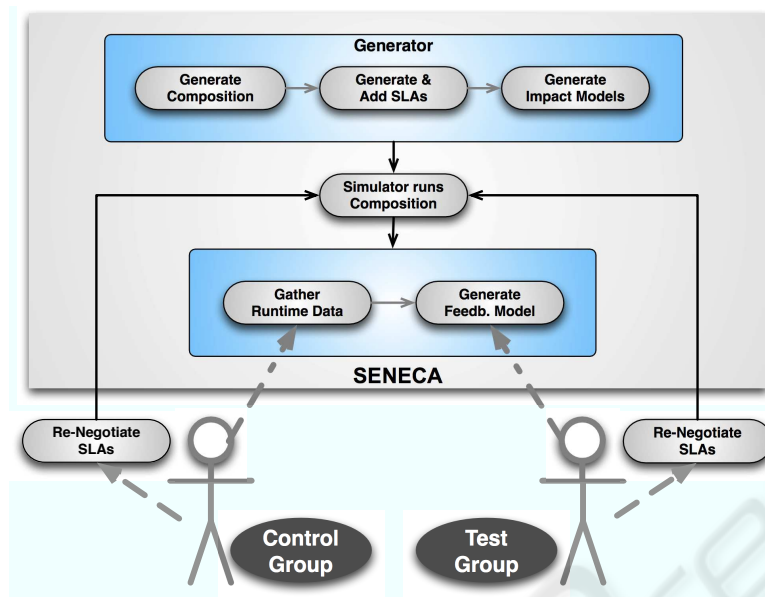 Generator
Generate
Composition
Generate &
Add SLAs
Generate
Impact Models
Simulator runs
Composition
Gather
Runtime Data
Generate
Feedb. Model
SENECA
Re-Negotiate
SLAs
Re-Negotiate
SLAs
Control
Group
Test
Group